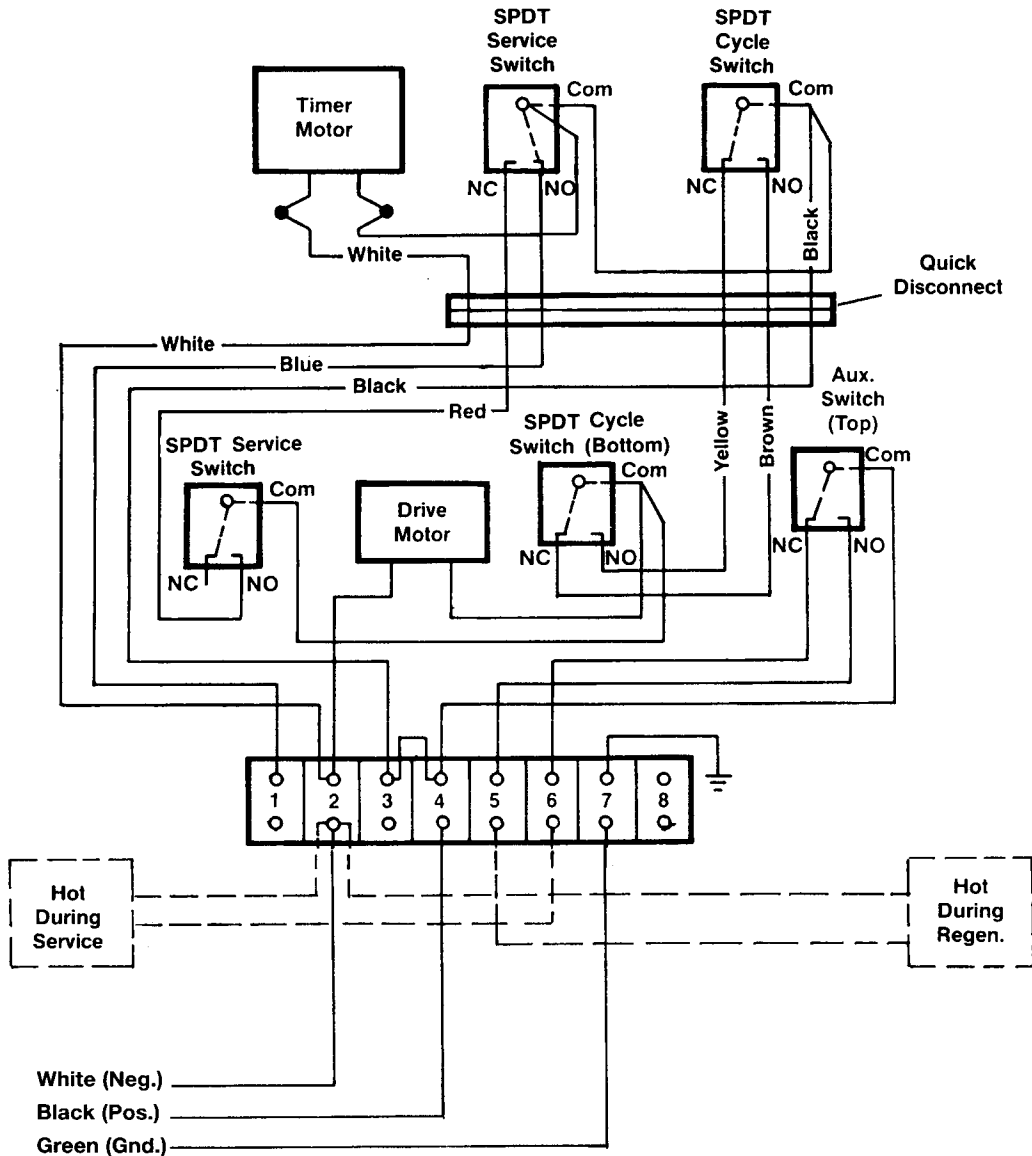 SPDT
Service
Switch
SPDT
Cycle
Switch
Timer
Motor
Com
Com
NC
NO
NC
NO
Black
White
Quick
Disconnect
White
Blue
Black
Red
Yellow
Brown
Aux.
Switch
(Top)
SPDT Service
Switch
SPDT Cycle
Switch (Bottom)
Com
Com
Com
Drive
Motor
NC
NO
NC
NO
NC
NO
1 2 3 4 5 6 7 8
Hot
During
Service
Hot
During
Regen.
White (Neg.)
Black (Pos.)
Green (Gnd.)